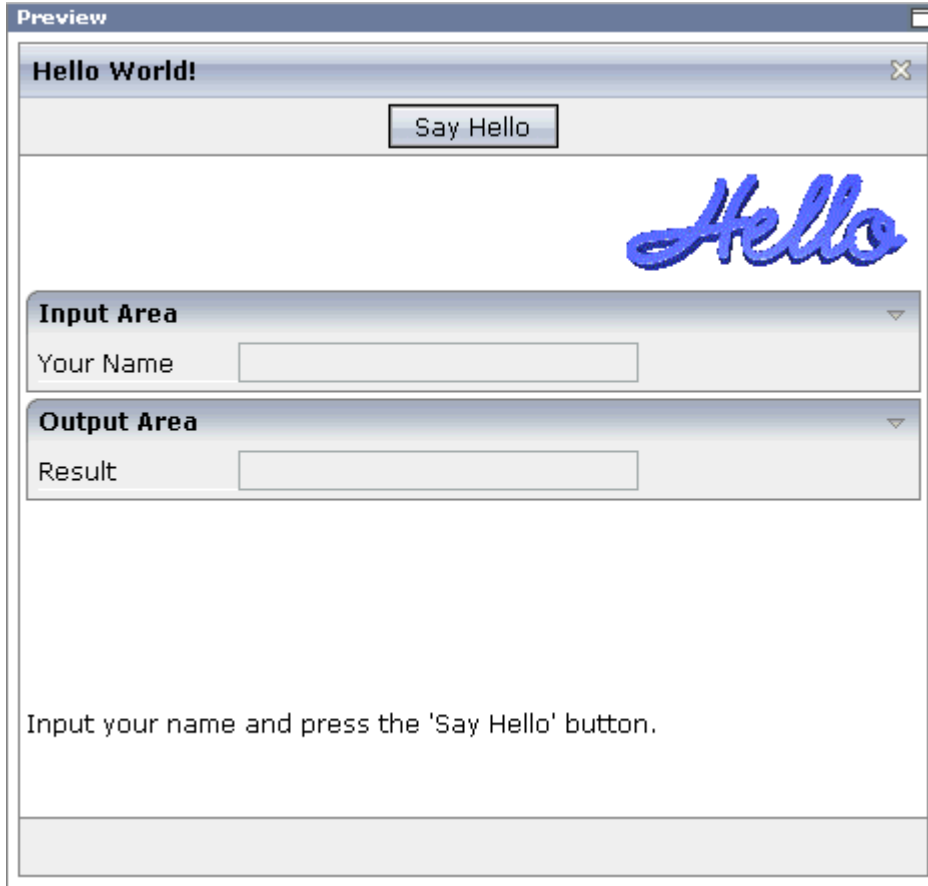 Preview
Hello World!
Say Hello
Hello
Input Area
Your Name
Output Area
Result
Input your name and press the 'Say Hello' button.